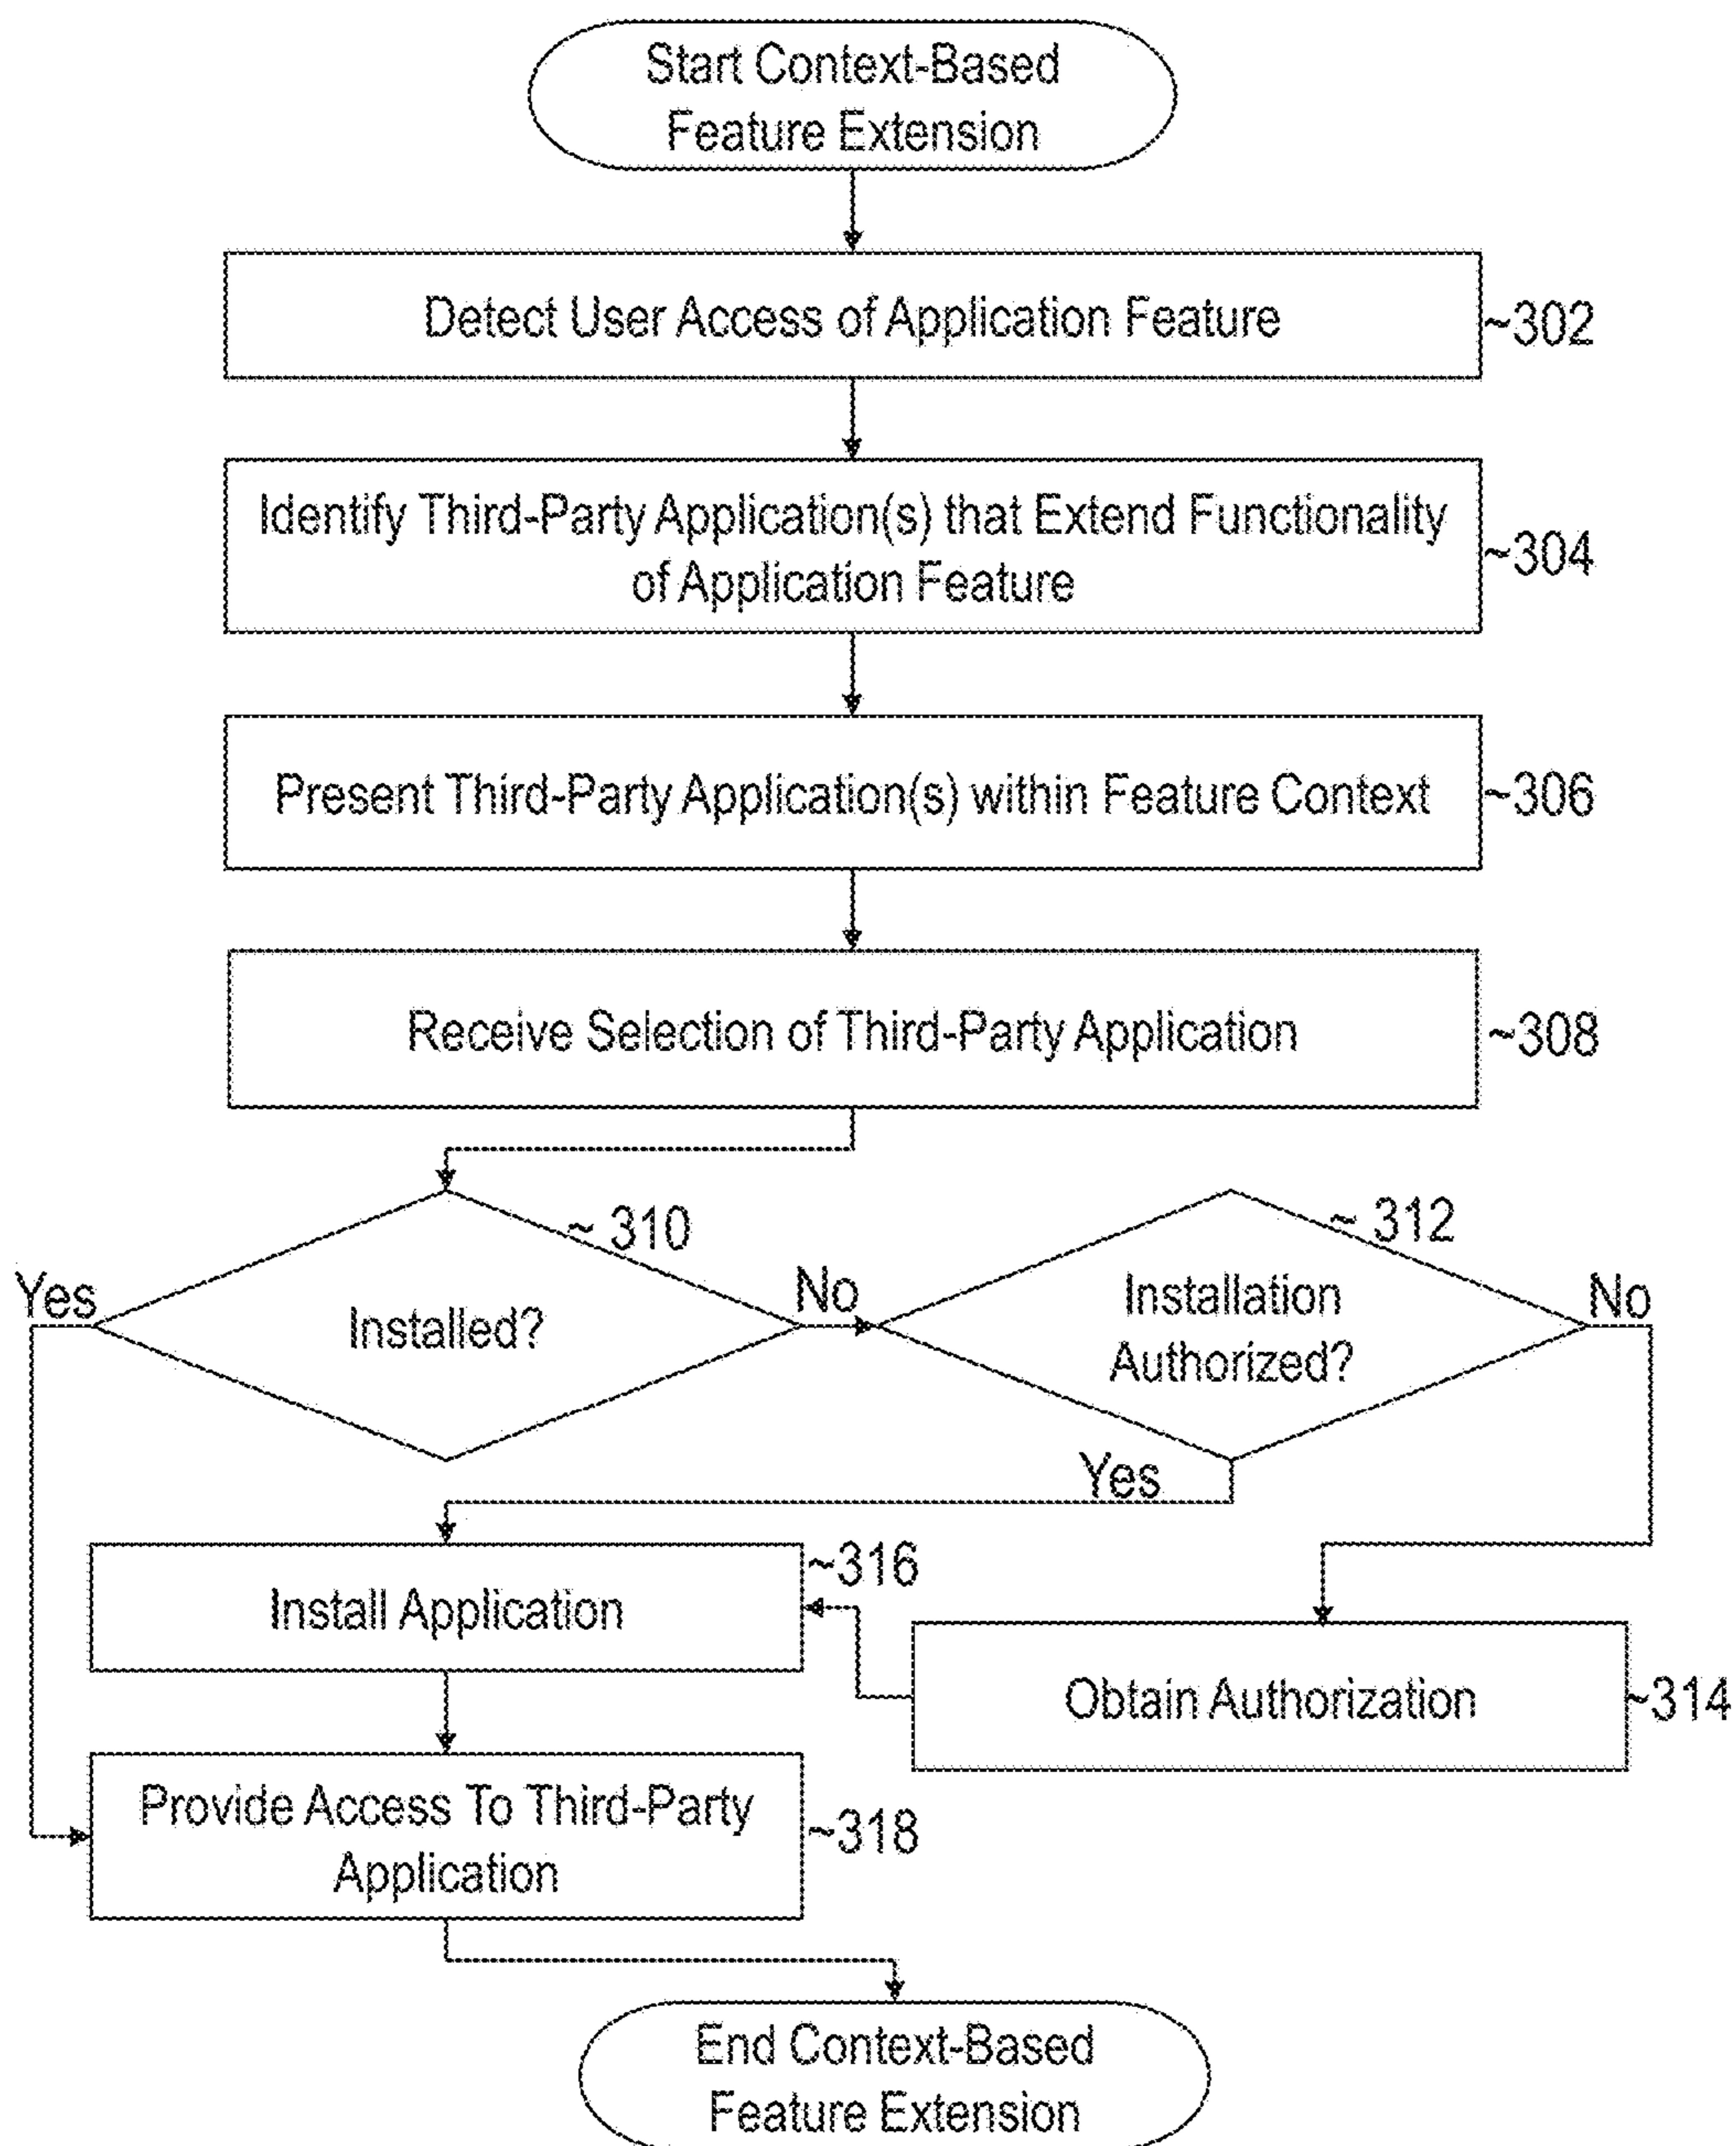 Start Context-Based
Feature Extension
Detect User Access of Application Feature
~302
Identify Third-Party Application(s) that Extend Functionality
of Application Feature
~304
Present Third-Party Application(s) within Feature Context
~306
Receive Selection of Third-Party Application
~308
~ 310
~ 312
Yes
Installed?
No
Installation
Authorized?
No
Yes
Install Application
~316
Obtain Authorization
~314
Provide Access To Third-Party
Application
~318
End Context-Based
Feature Extension